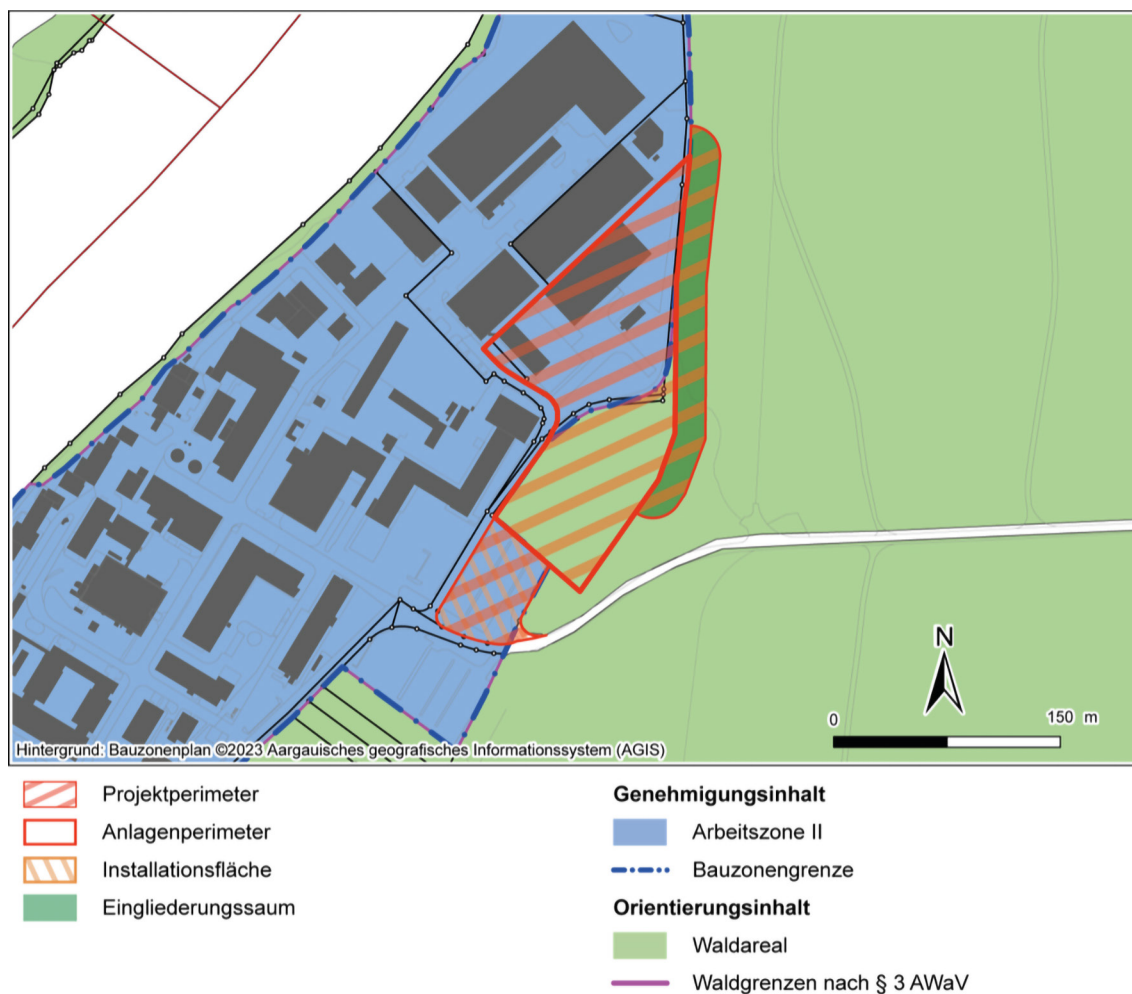 N
0 150 m
Hintergrund: Bauzonenplan ©2023 Aargauisches geografisches Informationssystem (AGIS)
Projektperimeter
Anlagenperimeter
Installationsfläche
Eingliederungssaum
Genehmigungsinhalt
Arbeitszone II
Bauzonengrenze
Orientierungsinhalt
Waldareal
Waldgrenzen nach § 3 AWaV